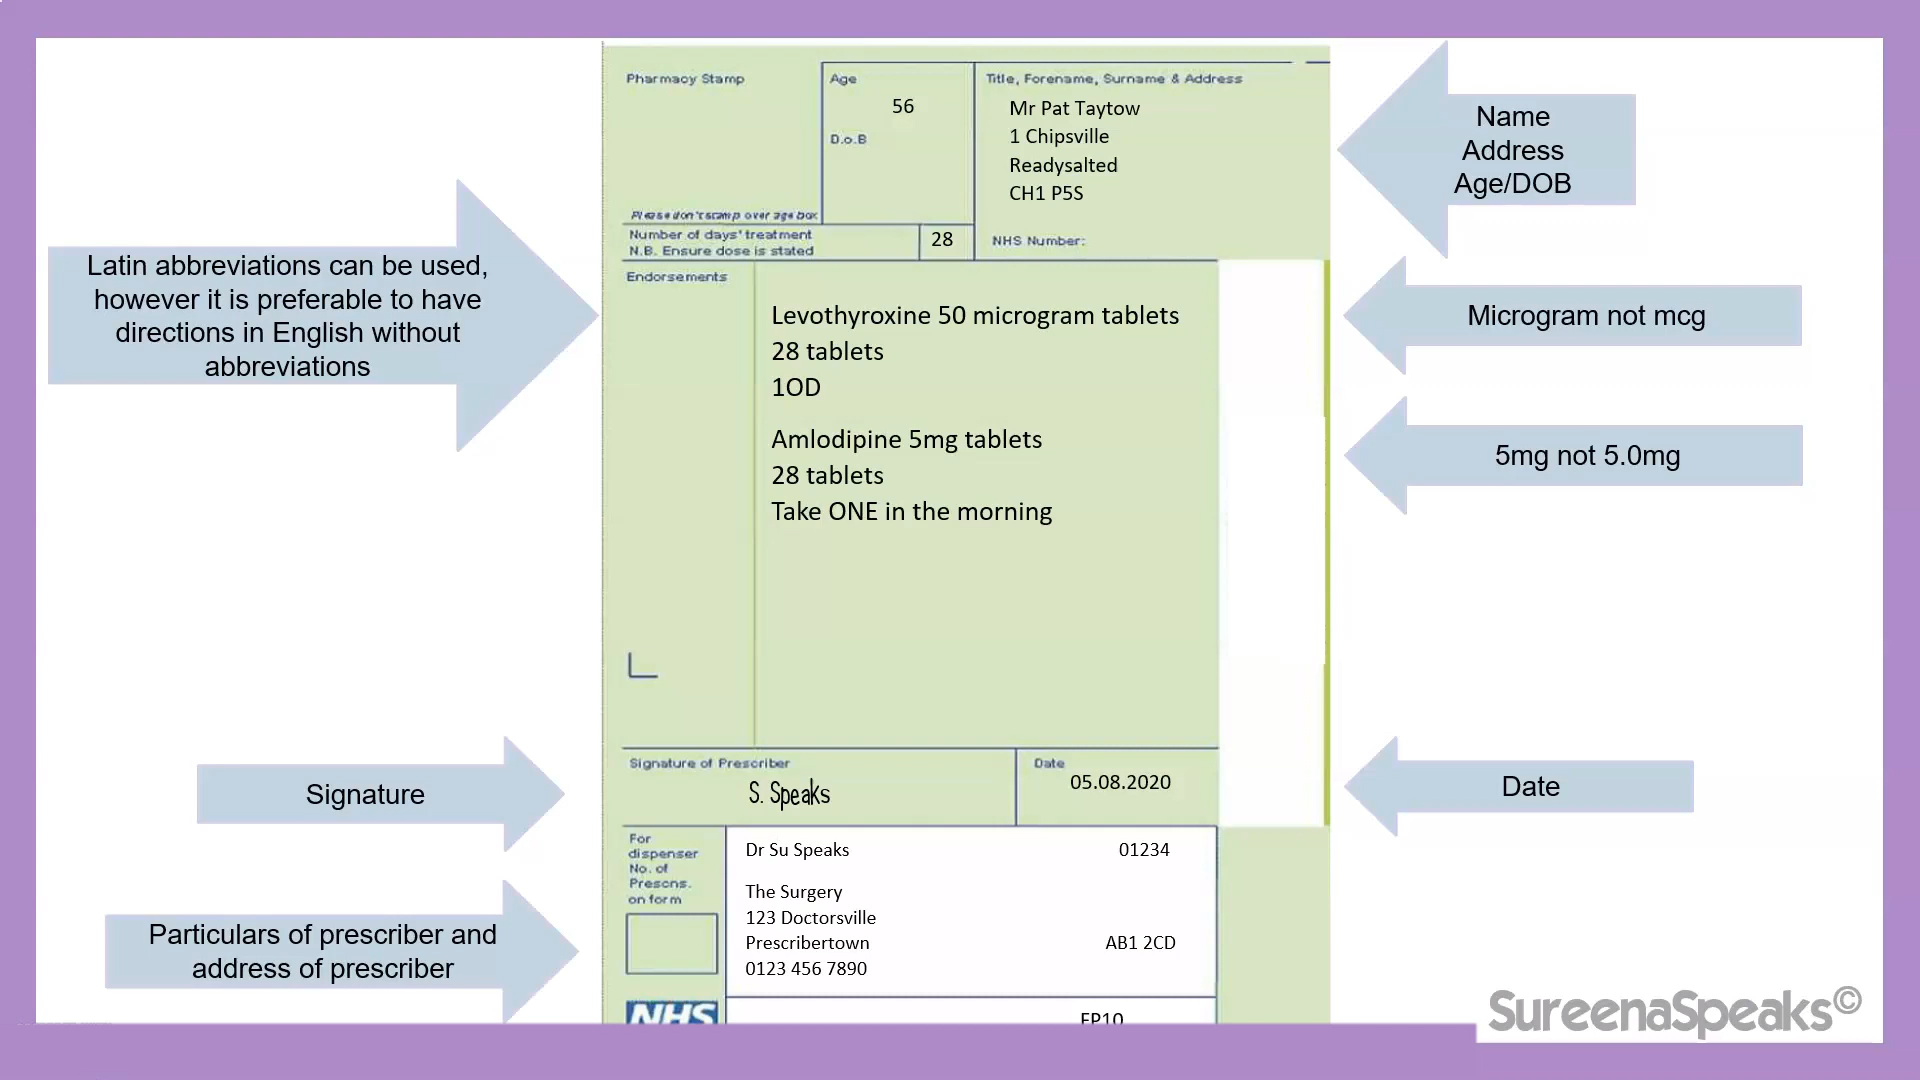 Pharmacy Stamp
Age
56
D.o.B
Title, Forename, Surname & Address
Mr Pat Taytow
1 Chipsville
Readysalted
CH1 P5S
Please don't stamp over age box
Number of days' treatment
N.B. Ensure dose is stated
28
NHS Number:
Endorsements
Levothyroxine 50 microgram tablets
28 tablets
1OD
Amlodipine 5mg tablets
28 tablets
Take ONE in the morning
Signature of Prescriber
S. Speaks
Date
05.08.2020
For
dispenser
No. of
Prescns.
on form
Dr Su Speaks
01234
The Surgery
123 Doctorsville
Prescribertown
AB1 2CD
0123 456 7890
NHS
FP10
Name
Address
Age/DOB
Latin abbreviations can be used,
however it is preferable to have
directions in English without
abbreviations
Microgram not mcg
5mg not 5.0mg
Signature
Date
Particulars of prescriber and
address of prescriber
SureenaSpeaks©